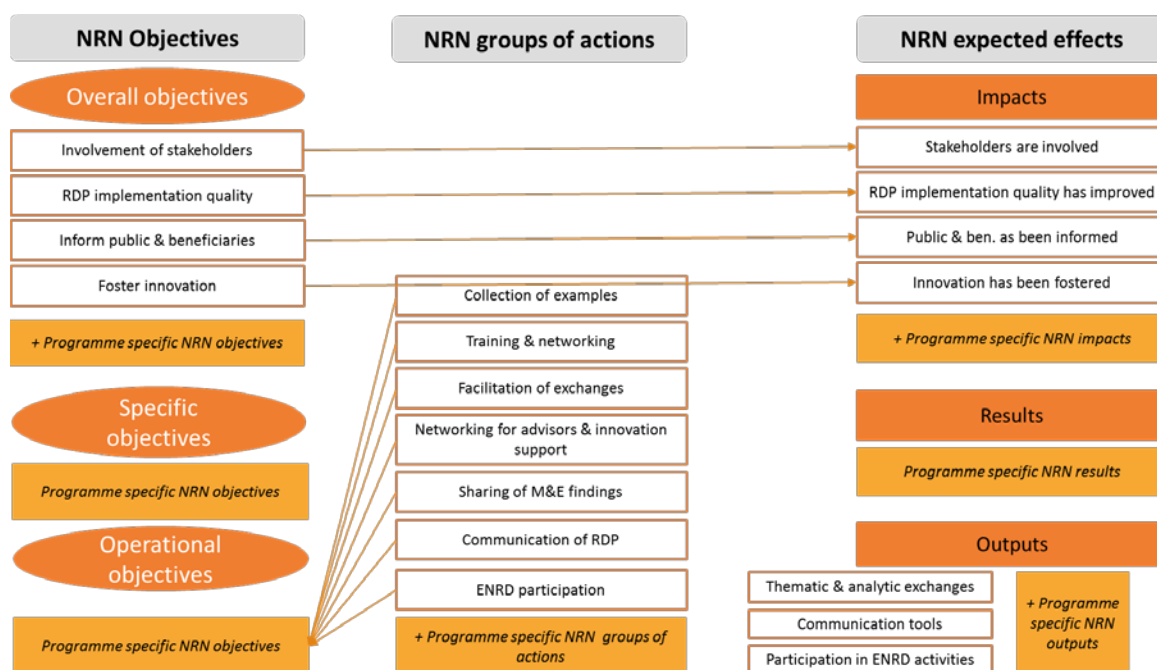 NRN Objectives
Overall objectives
Involvement of stakeholders
RDP implementation quality
Inform public & beneficiaries
Foster innovation
+ Programme specific NRN objectives
Specific
objectives
Programme specific NRN objectives
Operational
objectives
Programme specific NRN objectives
NRN groups of actions
Collection of examples
Training & networking
Facilitation of exchanges
Networking for advisors & innovation
support
Sharing of M&E findings
Communication of RDP
ENRD participation
+ Programme specific NRN groups of
actions
NRN expected effects
Impacts
Stakeholders are involved
RDP implementation quality has improved
Public & ben. as been informed
Innovation has been fostered
+ Programme specific NRN impacts
Results
Programme specific NRN results
Outputs
Thematic & analytic exchanges
Communication tools
Participation in ENRD activities
+ Programme
specific NRN
outputs